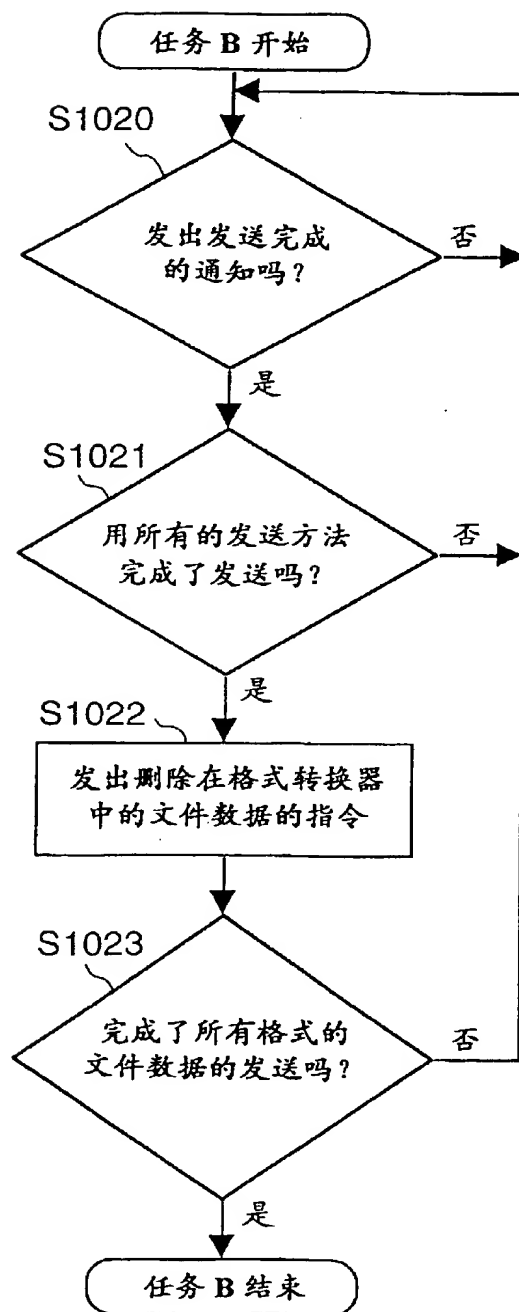 任务 B 开始
S1020
发出发送完成
的通知吗？
否
是
S1021
用所有的发送方法
完成了发送吗？
否
是
S1022
发出删除在格式转换器
中的文件数据的指令
S1023
完成了所有格式的
文件数据的发送吗？
否
是
任务 B 结束